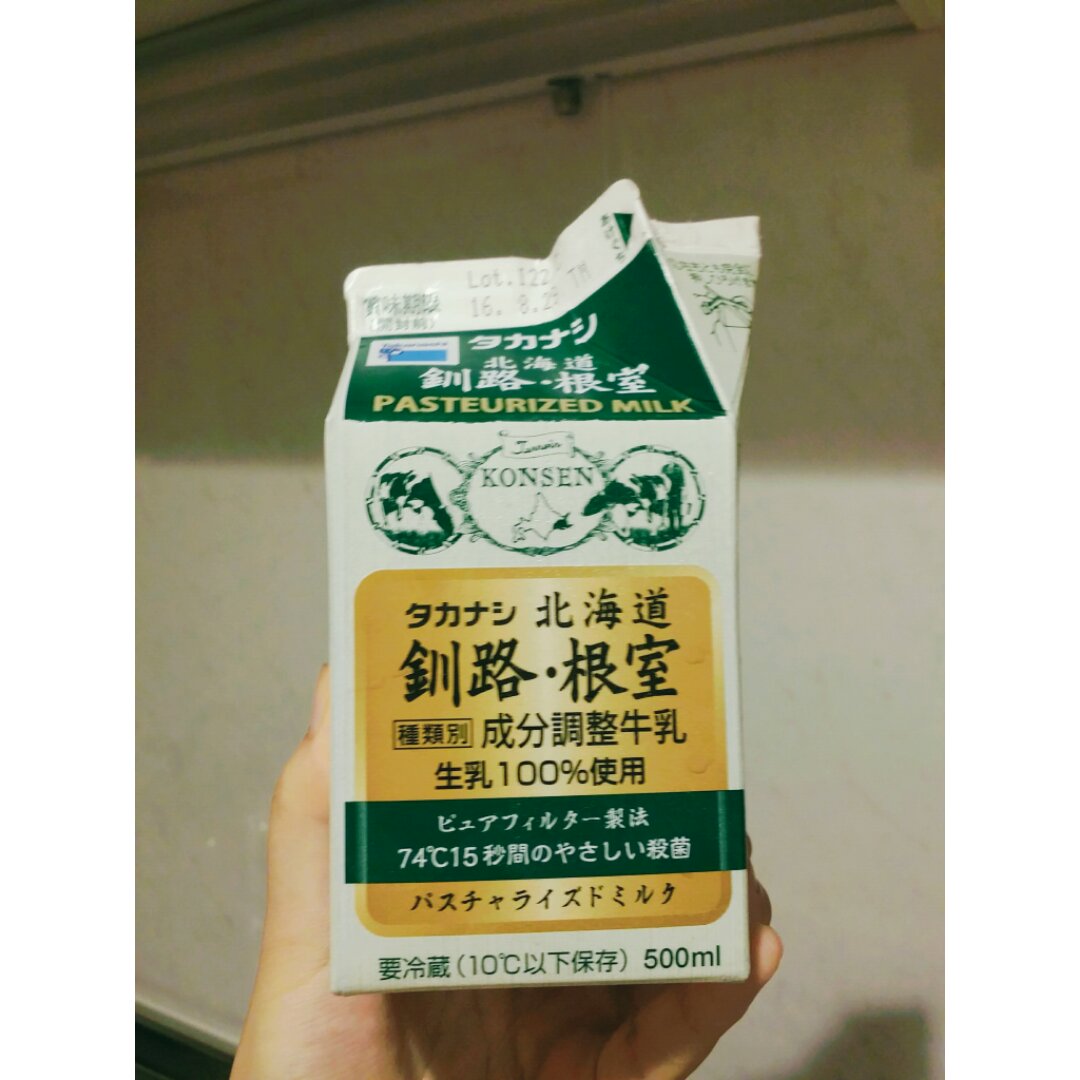 Lot.I22 TM
賞味期限
(開封前)
16. 8.2
タカナシ
北海道
釧路・根室
PASTEURIZED MILK
KONSEN
タカナシ 北海道
釧路・根室
種類別 成分調整牛乳
生乳100%使用
ピュアフィルター製法
74℃15秒間のやさしい殺菌
パスチャライズドミルク
要冷蔵(10℃以下保存) 500ml